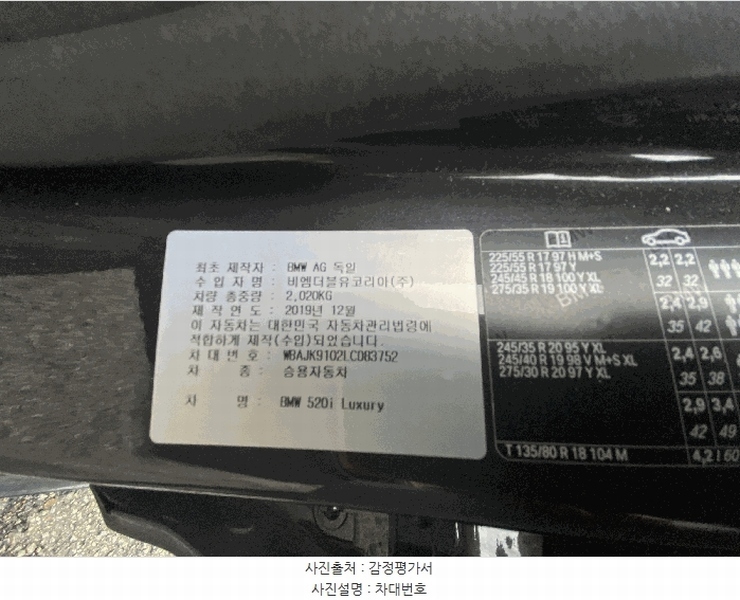 최초 제작자 : BMW AG 독일
수 입 자 명 : 비엠더블유코리아(주)
차량 총중량 : 2,020KG
제 작 연 도 : 2019년 12월
이 자동차는 대한민국 자동차관리법령에
적합하게 제작(수입)되었습니다.
차 대 번 호 : WBAJK9102LCD83752
차 종 : 승용자동차
차 명 : BMW 520i Luxury
225/55 R 17 97 H M+S
225/55 R 17 97 Y
245/45 R 18 100 Y XL
275/35 R 19 100 Y XL
2,2 2,2
32 32
2,4 2,9
35 42
245/35 R 20 95 Y XL
245/40 R 19 98 V M+S XL
275/30 R 20 97 Y XL
2,4 2,6
35 38
2,9 3,4
42 49
T 135/80 R 18 104 M
4,2 / 60
사진출처 : 감정평가서
사진설명 : 차대번호